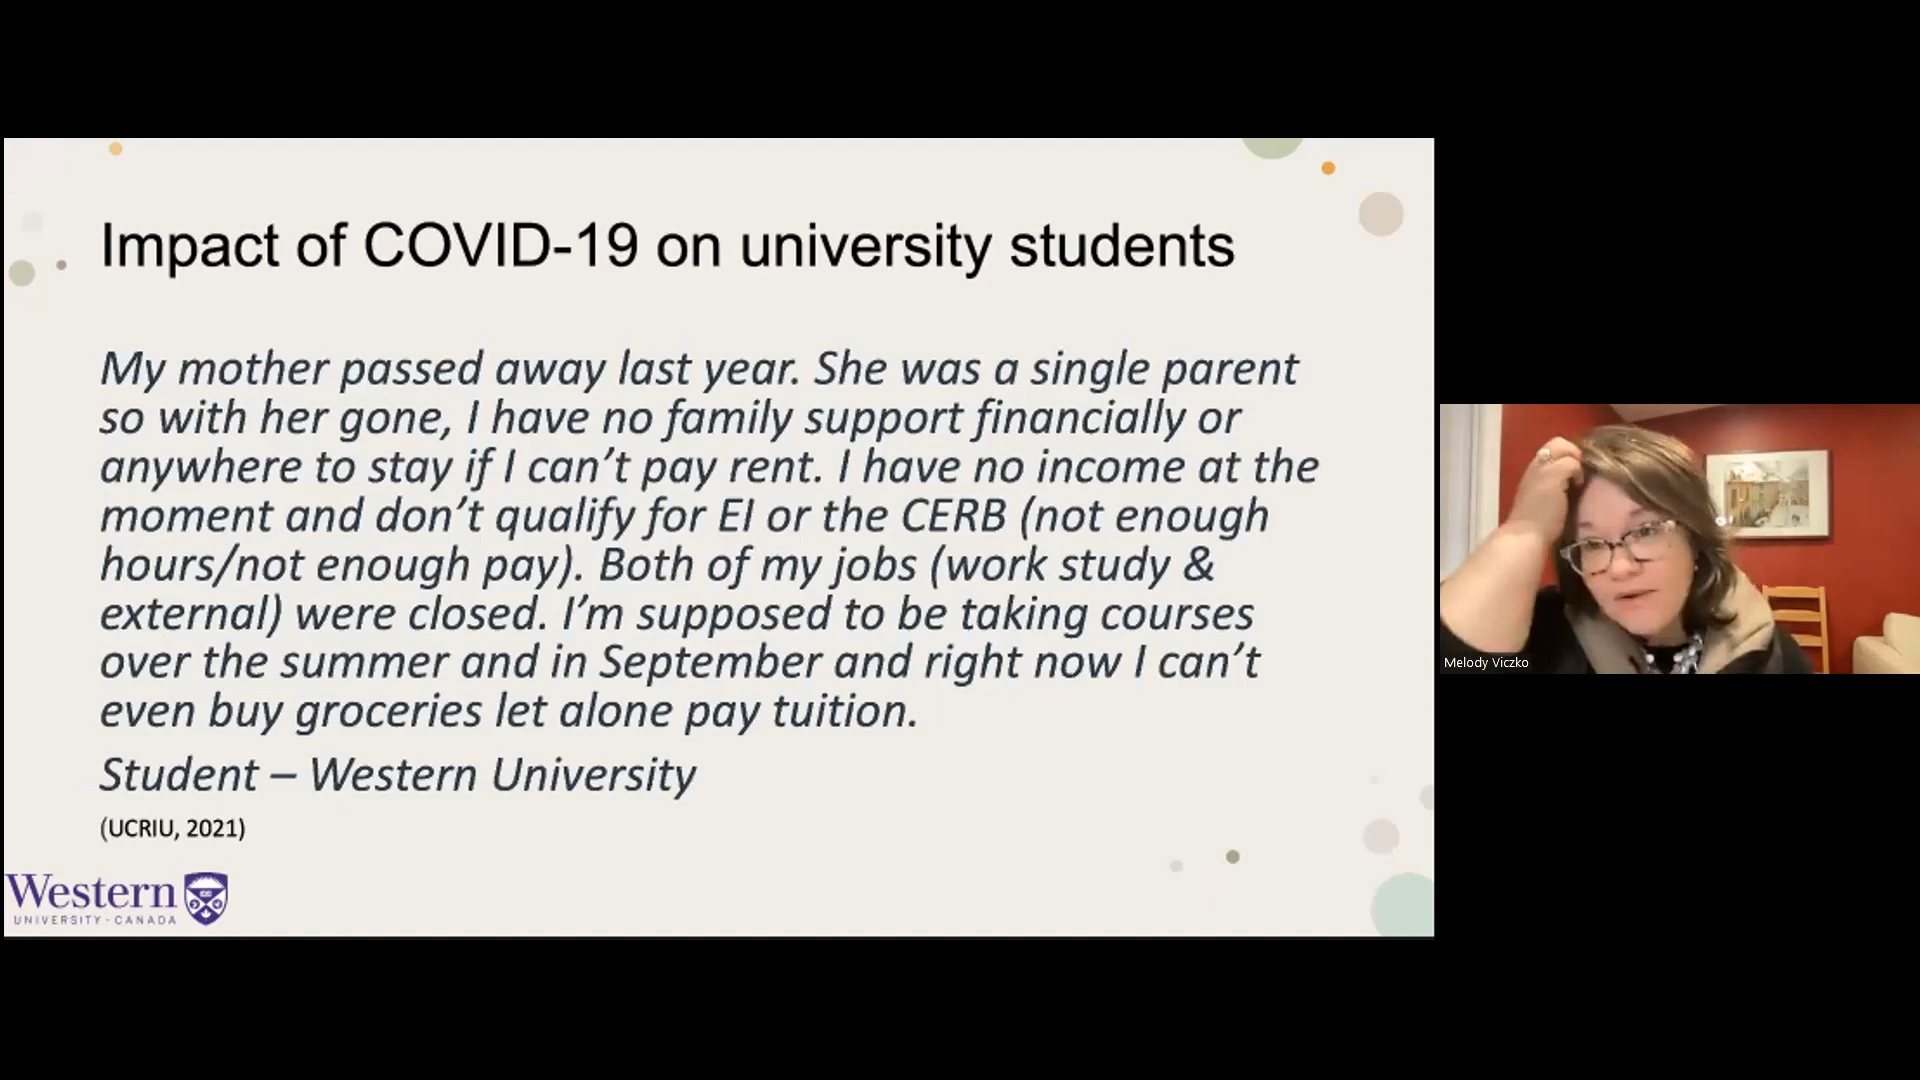 Impact of COVID-19 on university students
My mother passed away last year. She was a single parent
so with her gone, I have no family support financially or
anywhere to stay if I can’t pay rent. I have no income at the
moment and don’t qualify for EI or the CERB (not enough
hours/not enough pay). Both of my jobs (work study &
external) were closed. I’m supposed to be taking courses
over the summer and in September and right now I can’t
even buy groceries let alone pay tuition.
Student – Western University
(UCRIU, 2021)
Western
UNIVERSITY · CANADA
Melody Viczko